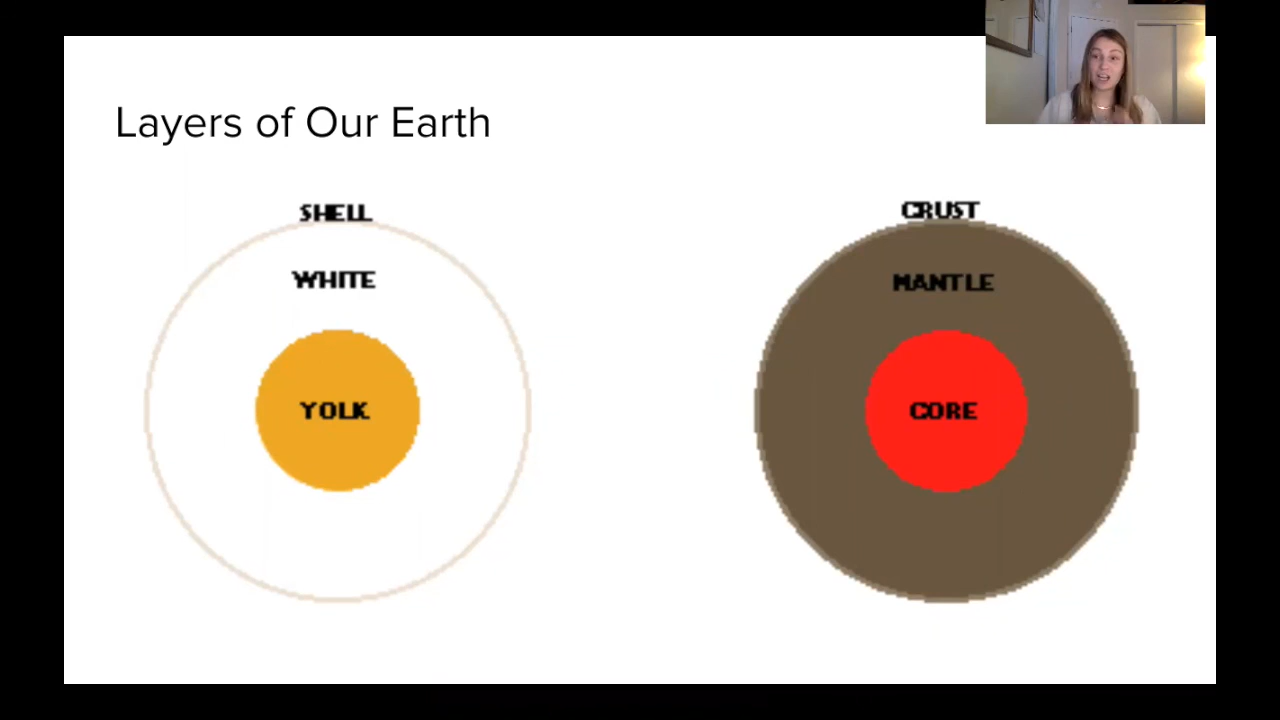 Layers of Our Earth
SHELL
WHITE
YOLK
CRUST
MANTLE
CORE